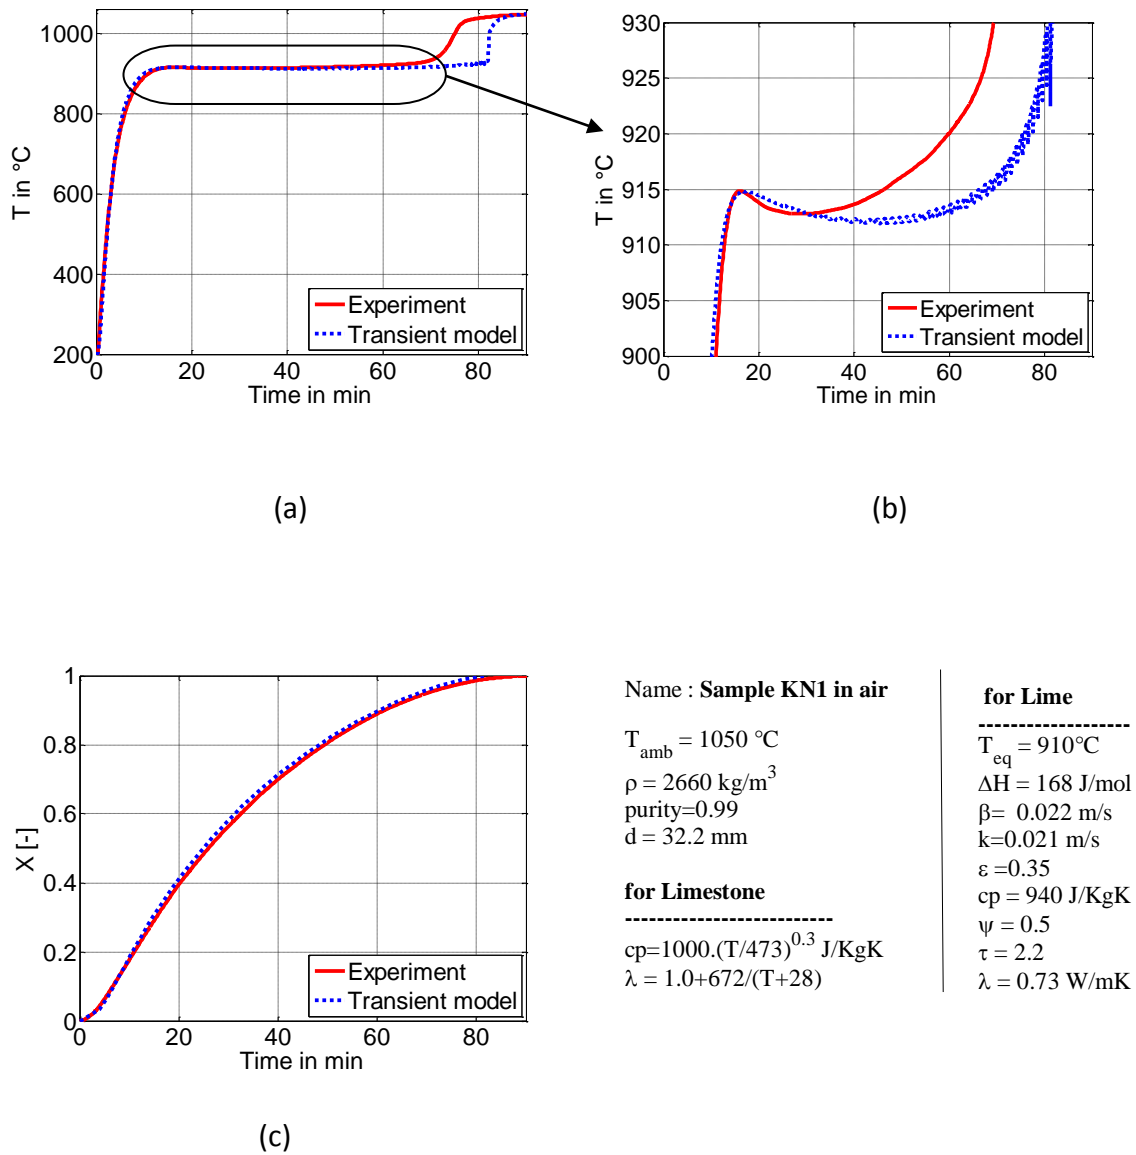 1000
800
600
400
200
T in °C
0
20
40
60
80
Time in min
Experiment
Transient model
(a)
930
925
920
915
910
905
900
T in °C
0
20
40
60
80
Time in min
Experiment
Transient model
(b)
1
0.8
0.6
0.4
0.2
0
X [-]
20
40
60
80
Time in min
Experiment
Transient model
(c)
Name : Sample KN1 in air
T_amb = 1050 °C
ρ = 2660 kg/m³
purity=0.99
d = 32.2 mm
for Limestone
--------------------------
cp=1000.(T/473)^0.3 J/KgK
λ = 1.0+672/(T+28)
for Lime
-------------------
T_eq = 910°C
ΔH = 168 J/mol
β= 0.022 m/s
k=0.021 m/s
ε =0.35
cp = 940 J/KgK
ψ = 0.5
τ = 2.2
λ = 0.73 W/mK